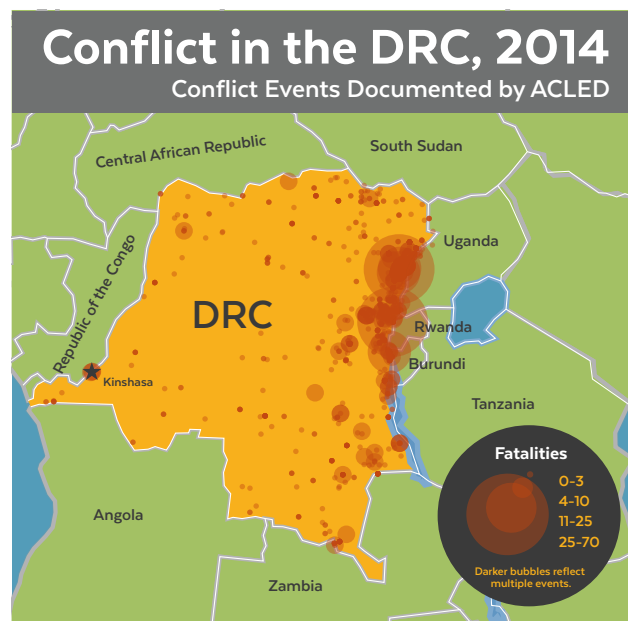 Conflict in the DRC, 2014
Conflict Events Documented by ACLED
Central African Republic
South Sudan
Uganda
Republic of the Congo
DRC
Rwanda
Burundi
Kinshasa
Tanzania
Fatalities
0-3
4-10
11-25
25-70
Darker bubbles reflect
multiple events.
Angola
Zambia